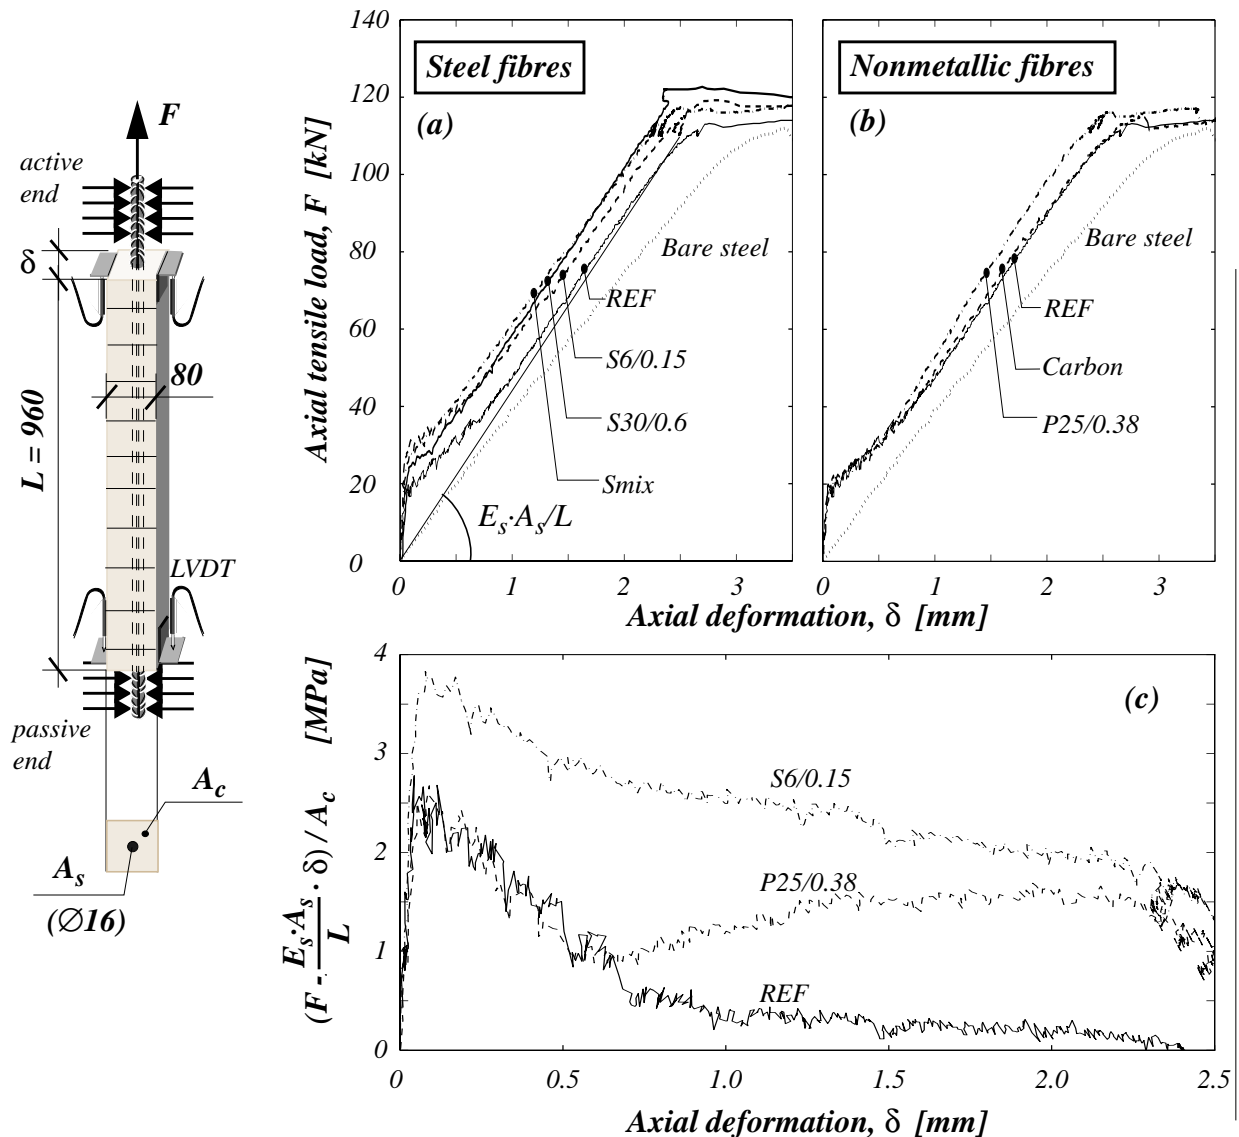 F
active
end
δ
80
L = 960
LVDT
passive
end
A_c
A_s
(Ø16)
Steel fibres
(a)
Axial tensile load, F [kN]
140
120
100
80
60
40
20
0
Bare steel
REF
S6/0.15
S30/0.6
Smix
E_s·A_s/L
0 1 2 3
Nonmetallic fibres
(b)
Bare steel
REF
Carbon
P25/0.38
0 1 2 3
Axial deformation, δ [mm]
(F - E_s·A_s/L · δ) / A_c [MPa]
4
3
2
1
0
(c)
S6/0.15
P25/0.38
REF
0 0.5 1.0 1.5 2.0 2.5
Axial deformation, δ [mm]